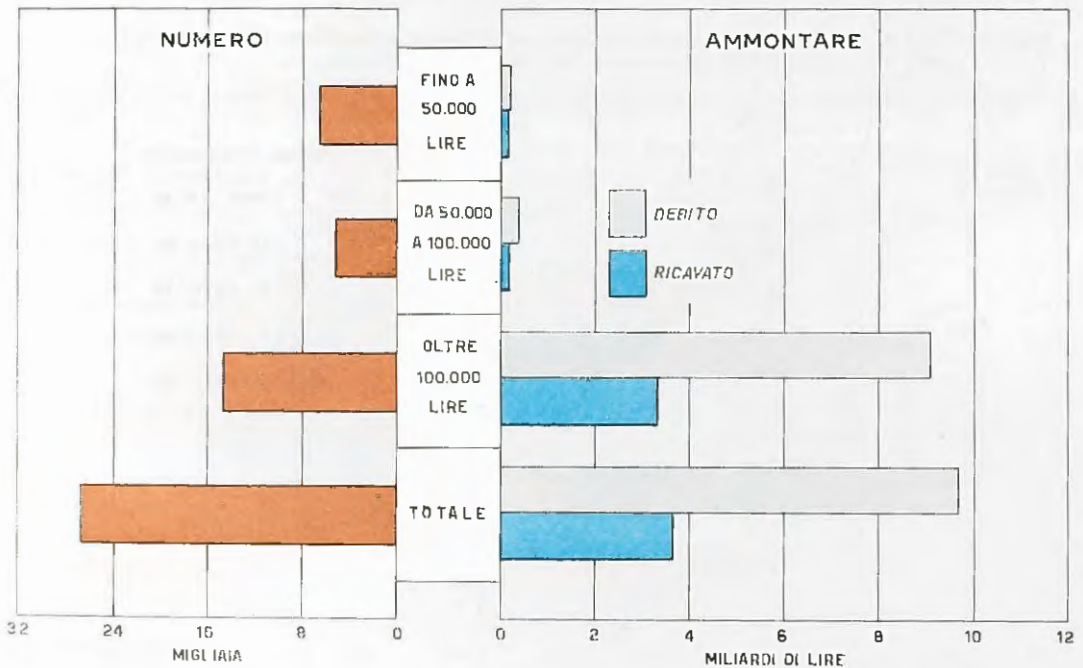 NUMERO
AMMONTARE
FINO A
50.000
LIRE
DA 50.000
A 100.000
LIRE
DEBITO
RICAVATO
OLTRE
100.000
LIRE
TOTALE
32 24 16 8 0
0 2 4 6 8 10 12
MIGLIAIA
MILIARDI DI LIRE